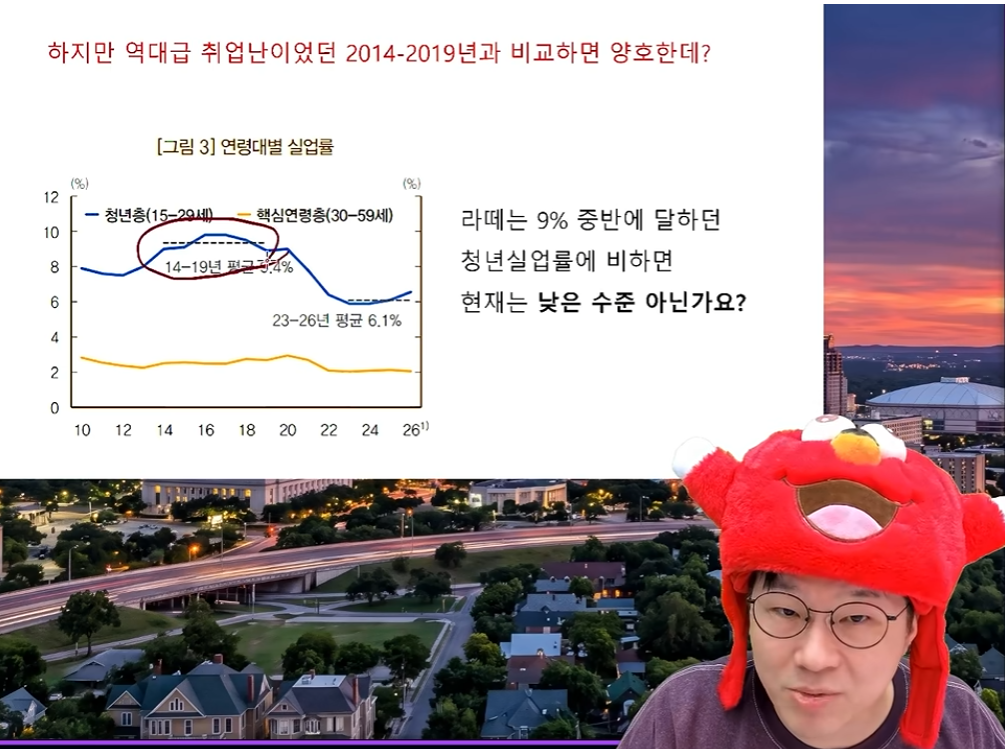 하지만 역대급 취업난이었던 2014-2019년과 비교하면 양호한데?
[그림 3] 연령대별 실업률
(%) (%)
청년층(15-29세) 핵심연령층(30-59세)
12
10
8
6
4
2
0
14-19년 평균 9.4%
23-26년 평균 6.1%
10 12 14 16 18 20 22 24 26¹⁾
라떼는 9% 중반에 달하던
청년실업률에 비하면
현재는 낮은 수준 아닌가요?